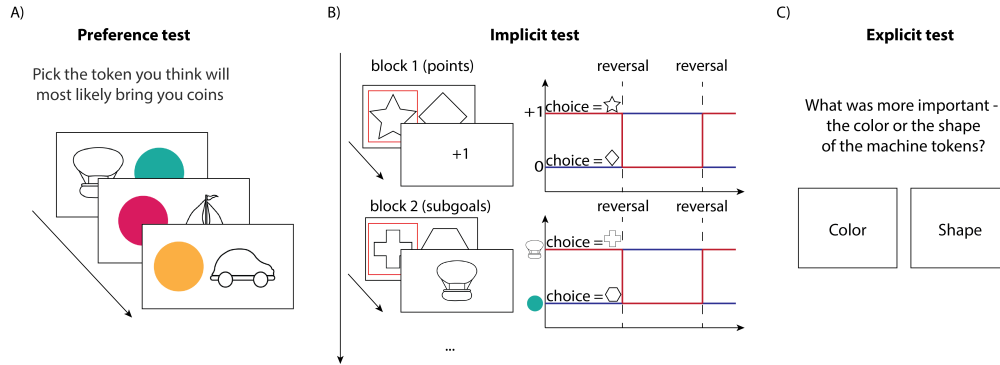 A)
Preference test
Pick the token you think will
most likely bring you coins
B)
Implicit test
block 1 (points)
+1
reversal
reversal
+1
choice =
choice =
0
block 2 (subgoals)
reversal
reversal
choice =
choice =
...
C)
Explicit test
What was more important -
the color or the shape
of the machine tokens?
Color
Shape